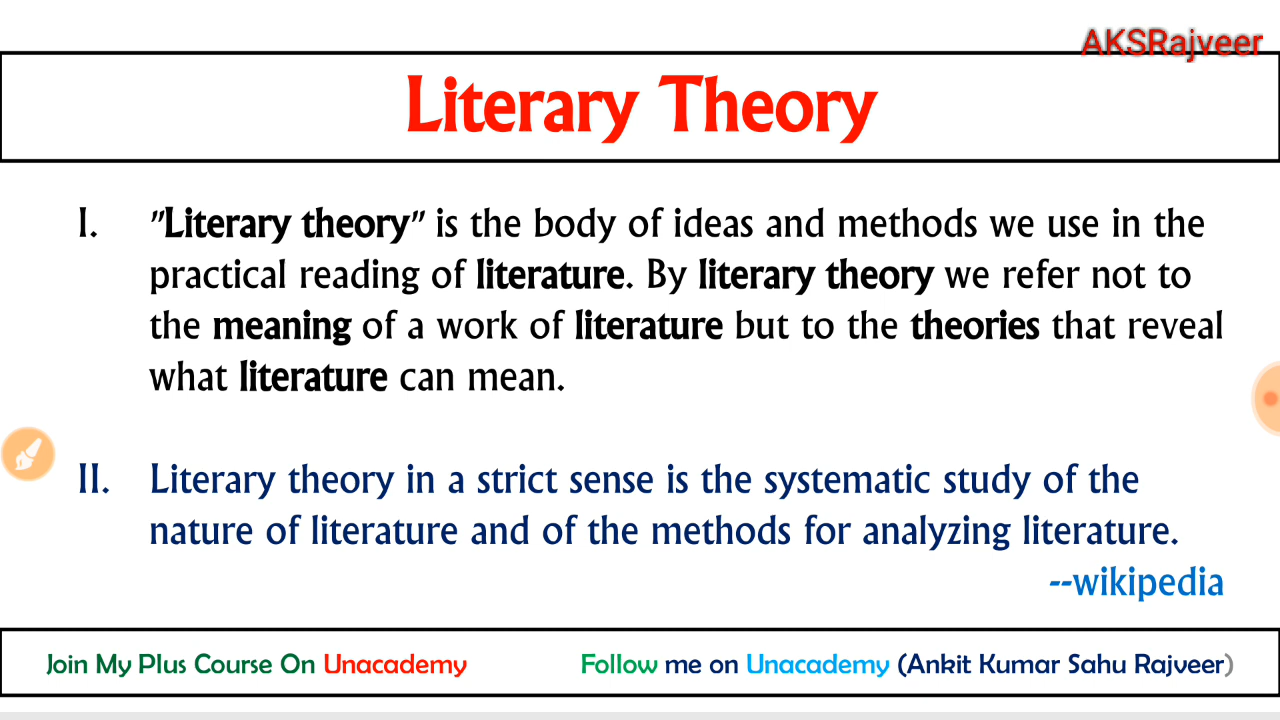 AKSRajveer
Literary Theory
I. "Literary theory" is the body of ideas and methods we use in the
practical reading of literature. By literary theory we refer not to
the meaning of a work of literature but to the theories that reveal
what literature can mean.
II. Literary theory in a strict sense is the systematic study of the
nature of literature and of the methods for analyzing literature.
--wikipedia
Join My Plus Course On Unacademy
Follow me on Unacademy (Ankit Kumar Sahu Rajveer)